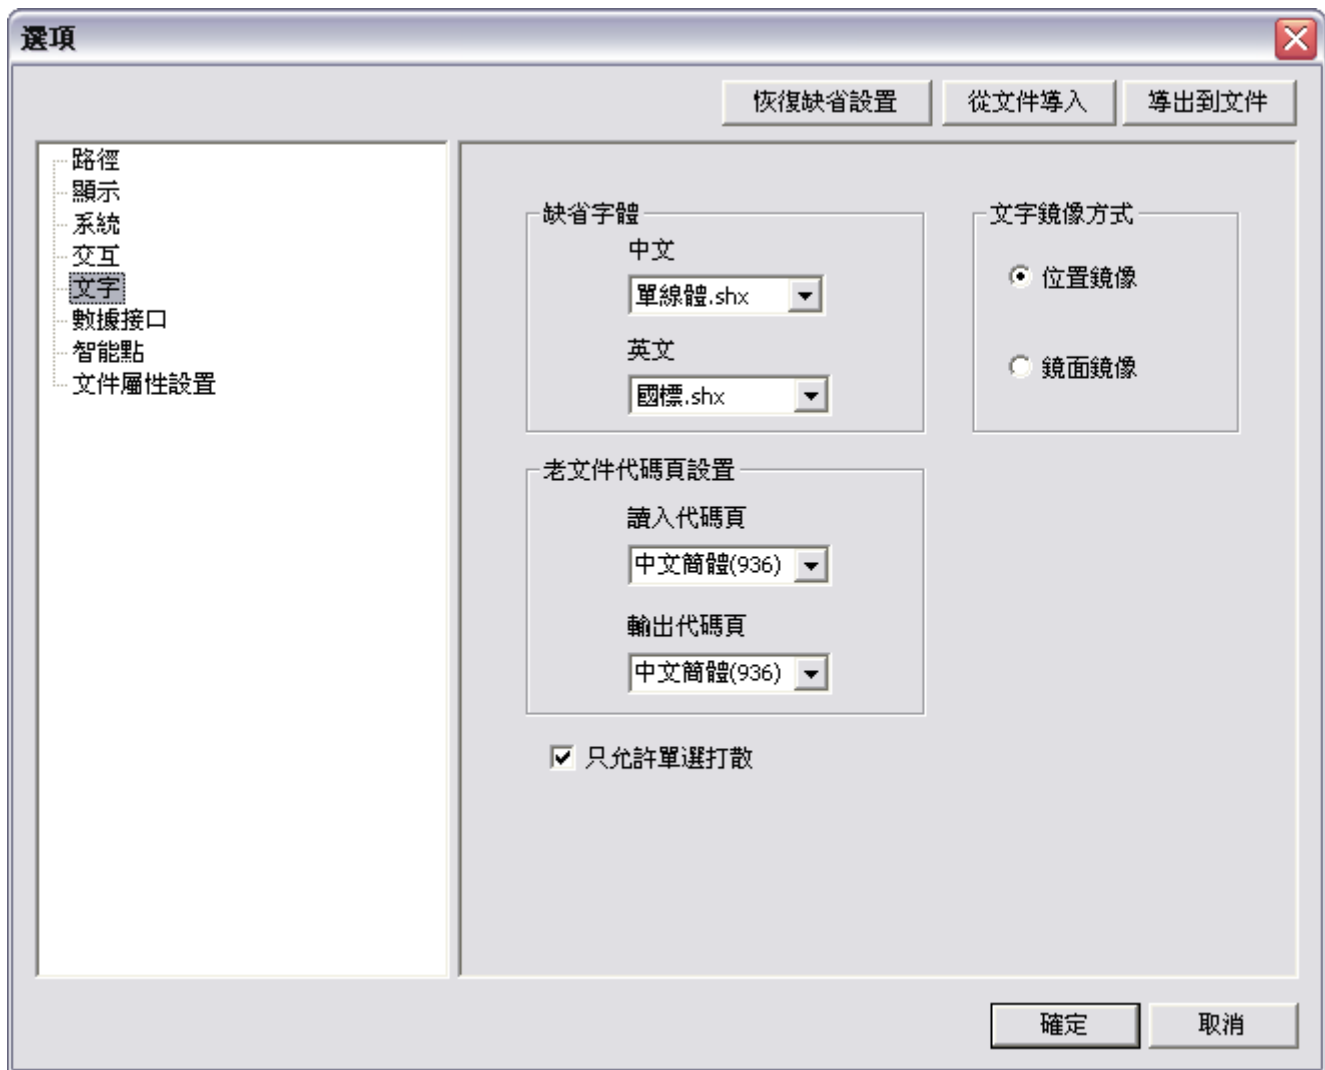 選項
恢復缺省設置
從文件導入
導出到文件
路徑
顯示
系統
交互
文字
數據接口
智能點
文件屬性設置
缺省字體
中文
單線體.shx
英文
國標.shx
文字鏡像方式
位置鏡像
鏡面鏡像
老文件代碼頁設置
讀入代碼頁
中文簡體(936)
輸出代碼頁
中文簡體(936)
只允許單選打散
確定
取消